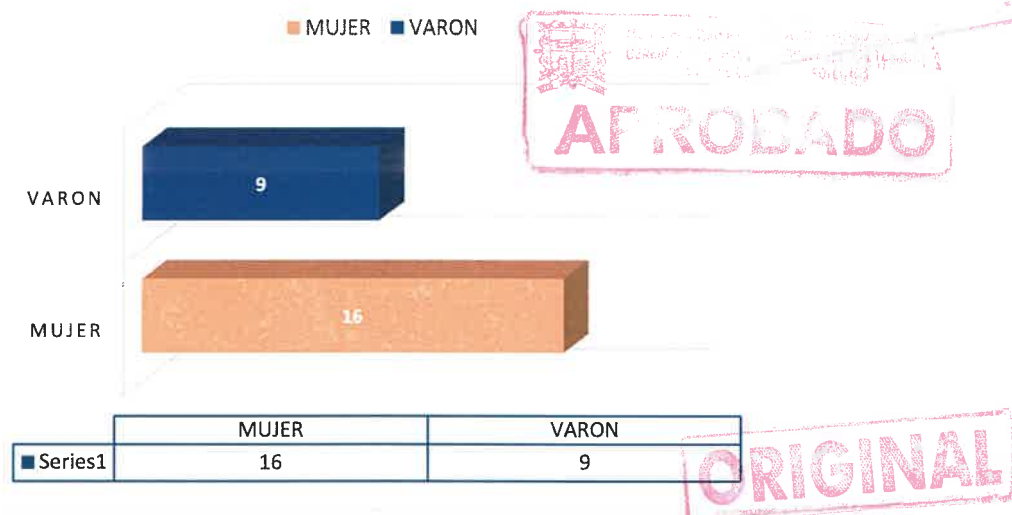 MUJER VARON
APROBADO
VARON
9
MUJER
16
MUJER VARON
Series1 16 9
ORIGINAL